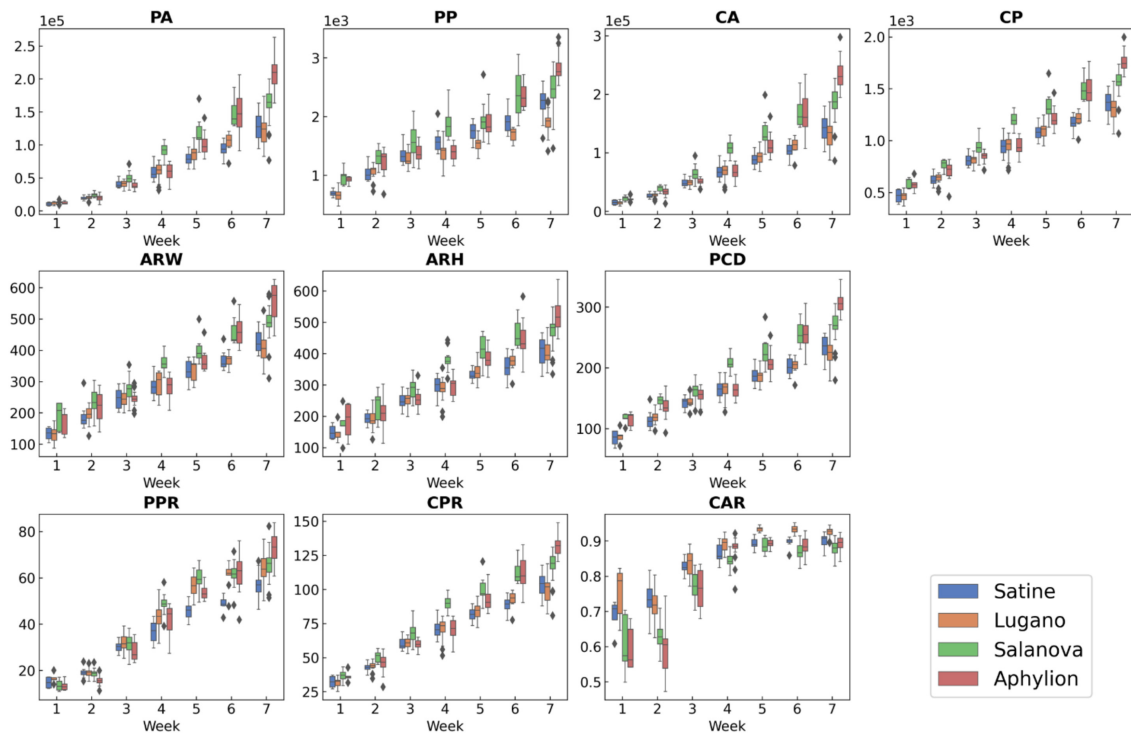 PA
1e5
2.5
2.0
1.5
1.0
0.5
0.0
1 2 3 4 5 6 7
Week
PP
1e3
3
2
1
1 2 3 4 5 6 7
Week
CA
1e5
3
2
1
0
1 2 3 4 5 6 7
Week
CP
1e3
2.0
1.5
1.0
0.5
1 2 3 4 5 6 7
Week
ARW
600
500
400
300
200
100
1 2 3 4 5 6 7
Week
ARH
600
500
400
300
200
100
1 2 3 4 5 6 7
Week
PCD
300
200
100
1 2 3 4 5 6 7
Week
PPR
80
60
40
20
1 2 3 4 5 6 7
Week
CPR
150
125
100
75
50
25
1 2 3 4 5 6 7
Week
CAR
0.9
0.8
0.7
0.6
0.5
1 2 3 4 5 6 7
Week
Satine
Lugano
Salanova
Aphylion